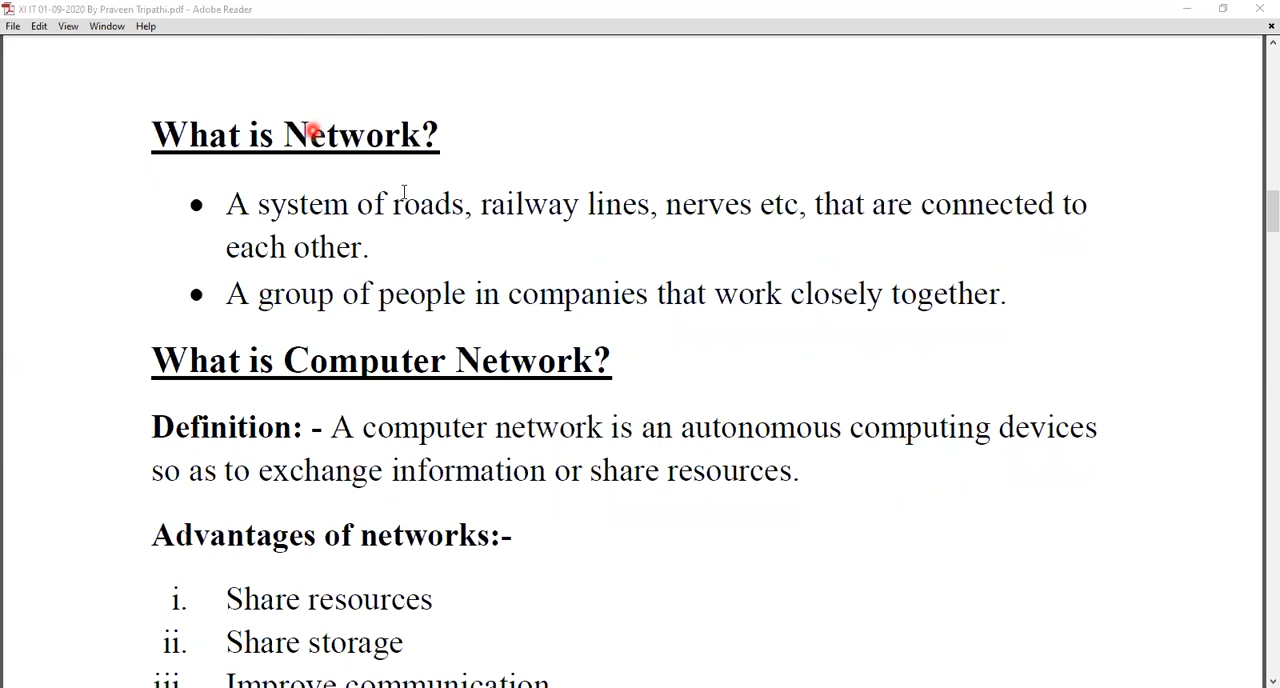 XI IT 01-09-2020 By Praveen Tripathi.pdf - Adobe Reader
File Edit View Window Help
What is Network?
• A system of roads, railway lines, nerves etc, that are connected to
each other.
• A group of people in companies that work closely together.
What is Computer Network?
Definition: - A computer network is an autonomous computing devices
so as to exchange information or share resources.
Advantages of networks:-
i. Share resources
ii. Share storage
iii. Improve communication